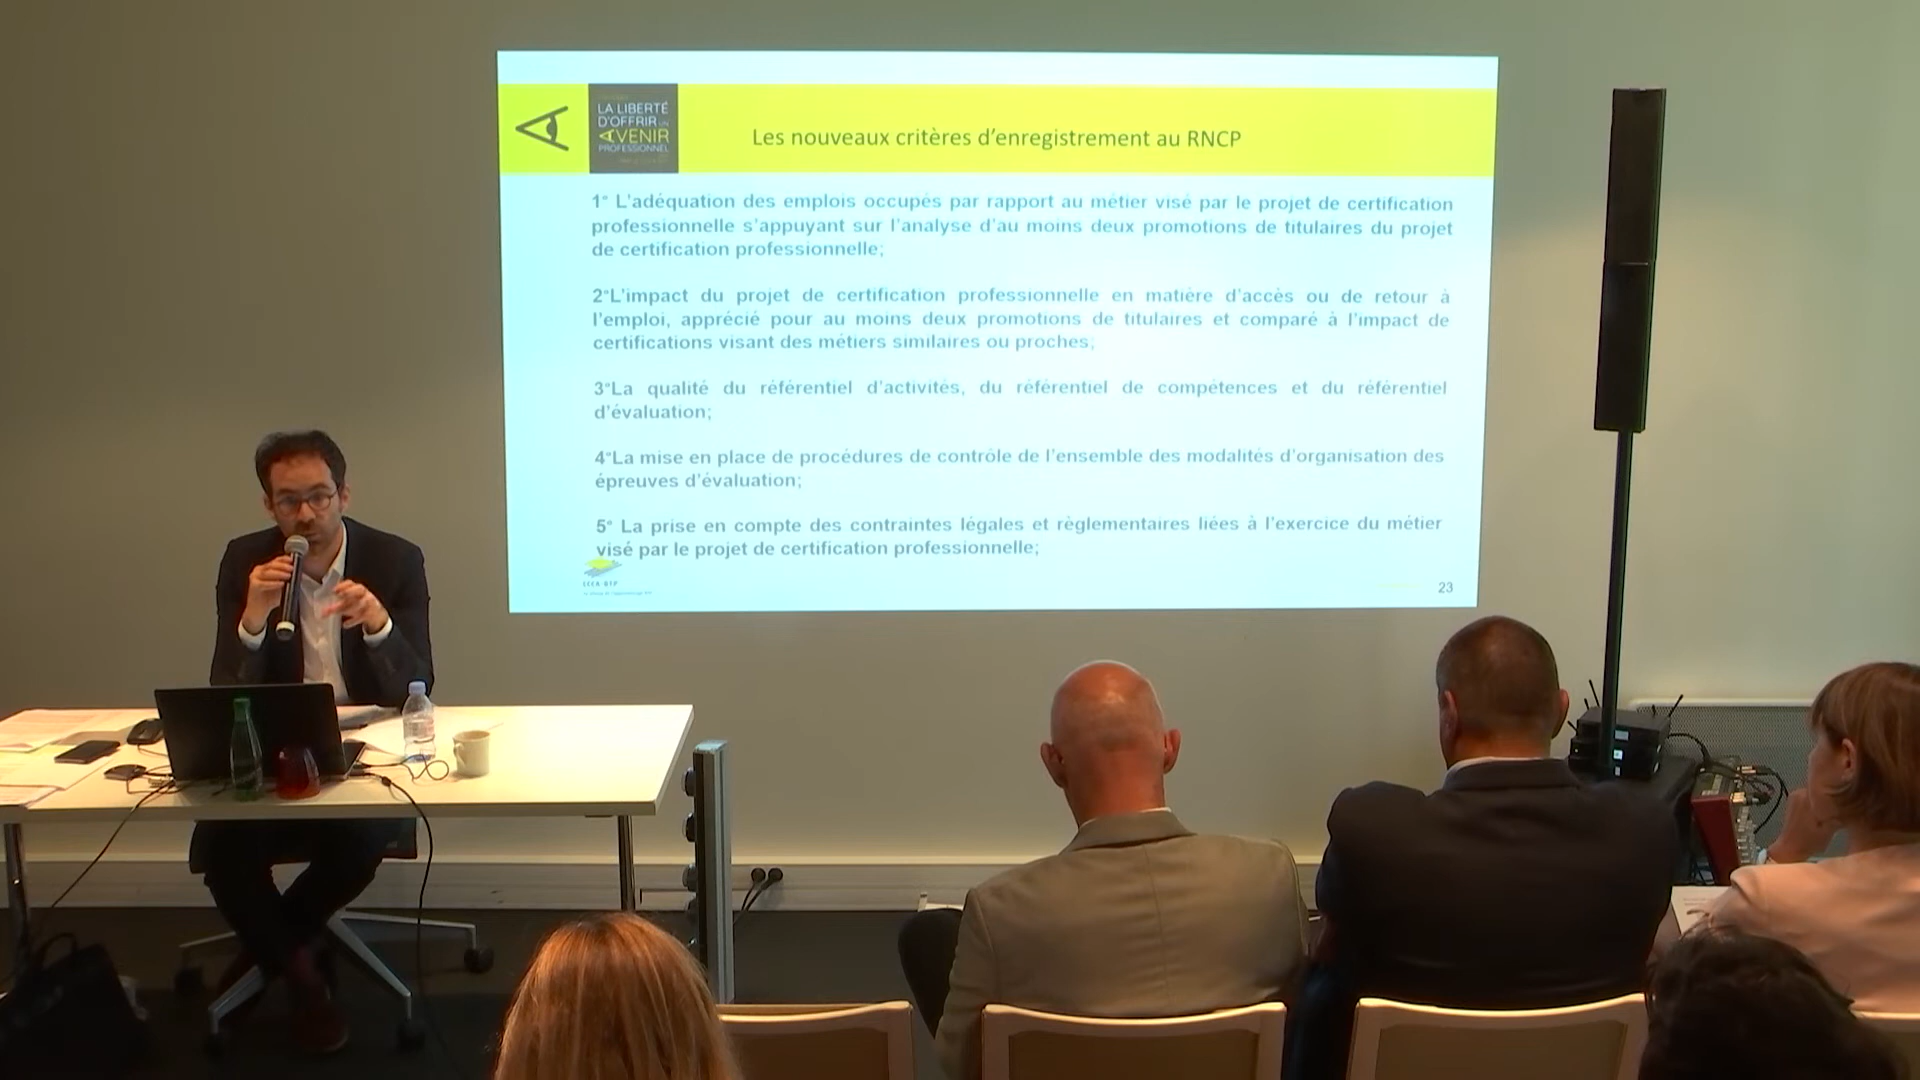 LA LIBERTÉ
D'OFFRIR UN
AVENIR
PROFESSIONNEL
Les nouveaux critères d'enregistrement au RNCP
1° L'adéquation des emplois occupés par rapport au métier visé par le projet de certification
professionnelle s'appuyant sur l'analyse d'au moins deux promotions de titulaires du projet
de certification professionnelle;
2°L'impact du projet de certification professionnelle en matière d'accès ou de retour à
l'emploi, apprécié pour au moins deux promotions de titulaires et comparé à l'impact de
certifications visant des métiers similaires ou proches;
3°La qualité du référentiel d'activités, du référentiel de compétences et du référentiel
d'évaluation;
4°La mise en place de procédures de contrôle de l'ensemble des modalités d'organisation des
épreuves d'évaluation;
5° La prise en compte des contraintes légales et règlementaires liées à l'exercice du métier
visé par le projet de certification professionnelle;
CCCA-BTP
23